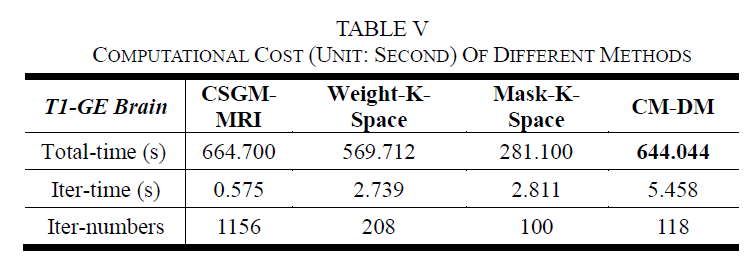 TABLE V
COMPUTATIONAL COST (UNIT: SECOND) OF DIFFERENT METHODS
T1-GE Brain CSGM-MRI Weight-K-Space Mask-K-Space CM-DM
Total-time (s) 664.700 569.712 281.100 644.044
Iter-time (s) 0.575 2.739 2.811 5.458
Iter-numbers 1156 208 100 118